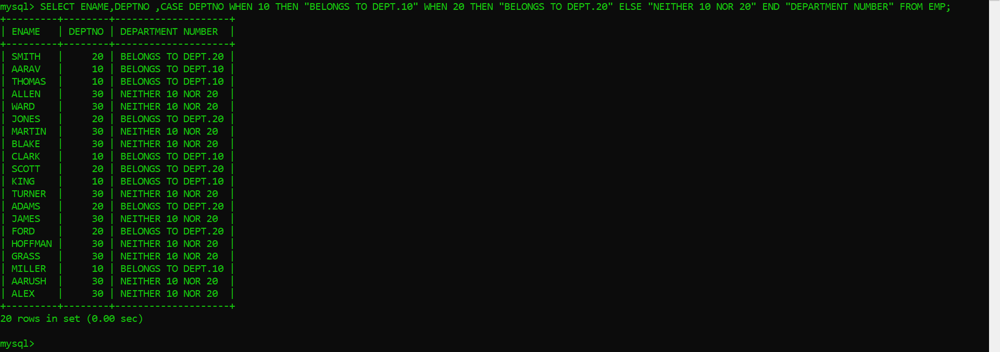 mysql> SELECT ENAME,DEPTNO ,CASE DEPTNO WHEN 10 THEN "BELONGS TO DEPT.10" WHEN 20 THEN "BELONGS TO DEPT.20" ELSE "NEITHER 10 NOR 20" END "DEPARTMENT NUMBER" FROM EMP;
+---------+--------+--------------------+
| ENAME   | DEPTNO | DEPARTMENT NUMBER  |
+---------+--------+--------------------+
| SMITH   |     20 | BELONGS TO DEPT.20 |
| AARAV   |     10 | BELONGS TO DEPT.10 |
| THOMAS  |     10 | BELONGS TO DEPT.10 |
| ALLEN   |     30 | NEITHER 10 NOR 20  |
| WARD    |     30 | NEITHER 10 NOR 20  |
| JONES   |     20 | BELONGS TO DEPT.20 |
| MARTIN  |     30 | NEITHER 10 NOR 20  |
| BLAKE   |     30 | NEITHER 10 NOR 20  |
| CLARK   |     10 | BELONGS TO DEPT.10 |
| SCOTT   |     20 | BELONGS TO DEPT.20 |
| KING    |     10 | BELONGS TO DEPT.10 |
| TURNER  |     30 | NEITHER 10 NOR 20  |
| ADAMS   |     20 | BELONGS TO DEPT.20 |
| JAMES   |     30 | NEITHER 10 NOR 20  |
| FORD    |     20 | BELONGS TO DEPT.20 |
| HOFFMAN |     30 | NEITHER 10 NOR 20  |
| GRASS   |     30 | NEITHER 10 NOR 20  |
| MILLER  |     10 | BELONGS TO DEPT.10 |
| AARUSH  |     30 | NEITHER 10 NOR 20  |
| ALEX    |     30 | NEITHER 10 NOR 20  |
+---------+--------+--------------------+
20 rows in set (0.00 sec)
mysql>